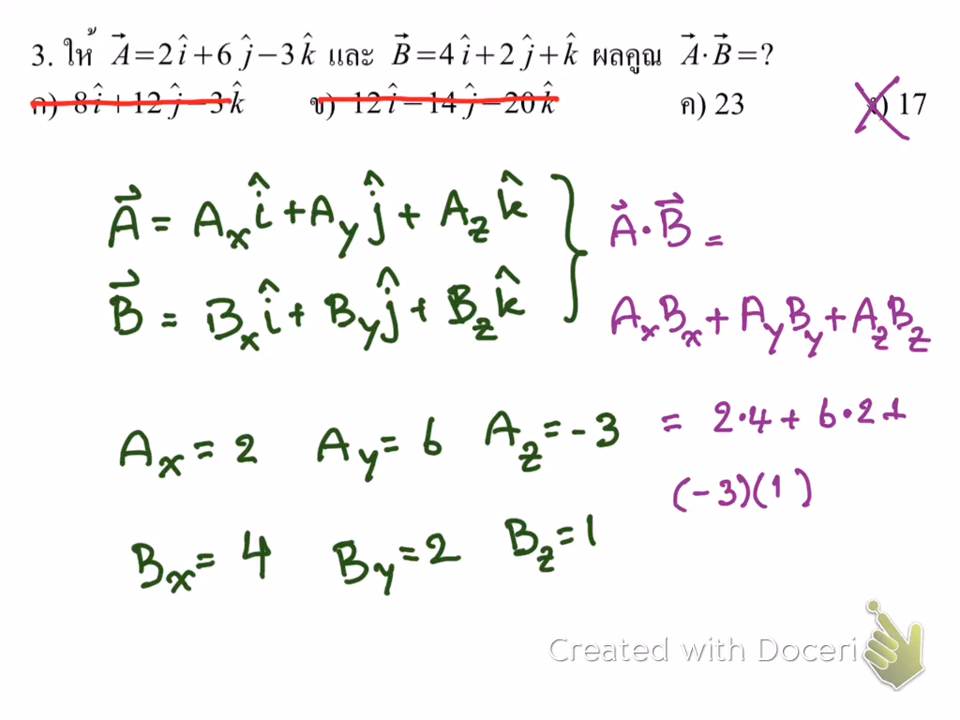 3. ให้ A⃗=2î+6ĵ−3k̂ และ B⃗=4î+2ĵ+k̂ ผลคูณ A⃗·B⃗=?
ก) 8î+12ĵ−3k̂ ข) 12î−14ĵ−20k̂ ค) 23 ง) 17
A⃗ = Aₓî + Ayĵ + Azk̂
B⃗ = Bₓî + Byĵ + Bzk̂
A⃗·B⃗ =
AₓBₓ + AyBy + AzBz
= 2·4 + 6·2 +
(-3)(1)
Aₓ = 2 Ay = 6 Az = -3
Bₓ = 4 By = 2 Bz = 1
Created with Doceri